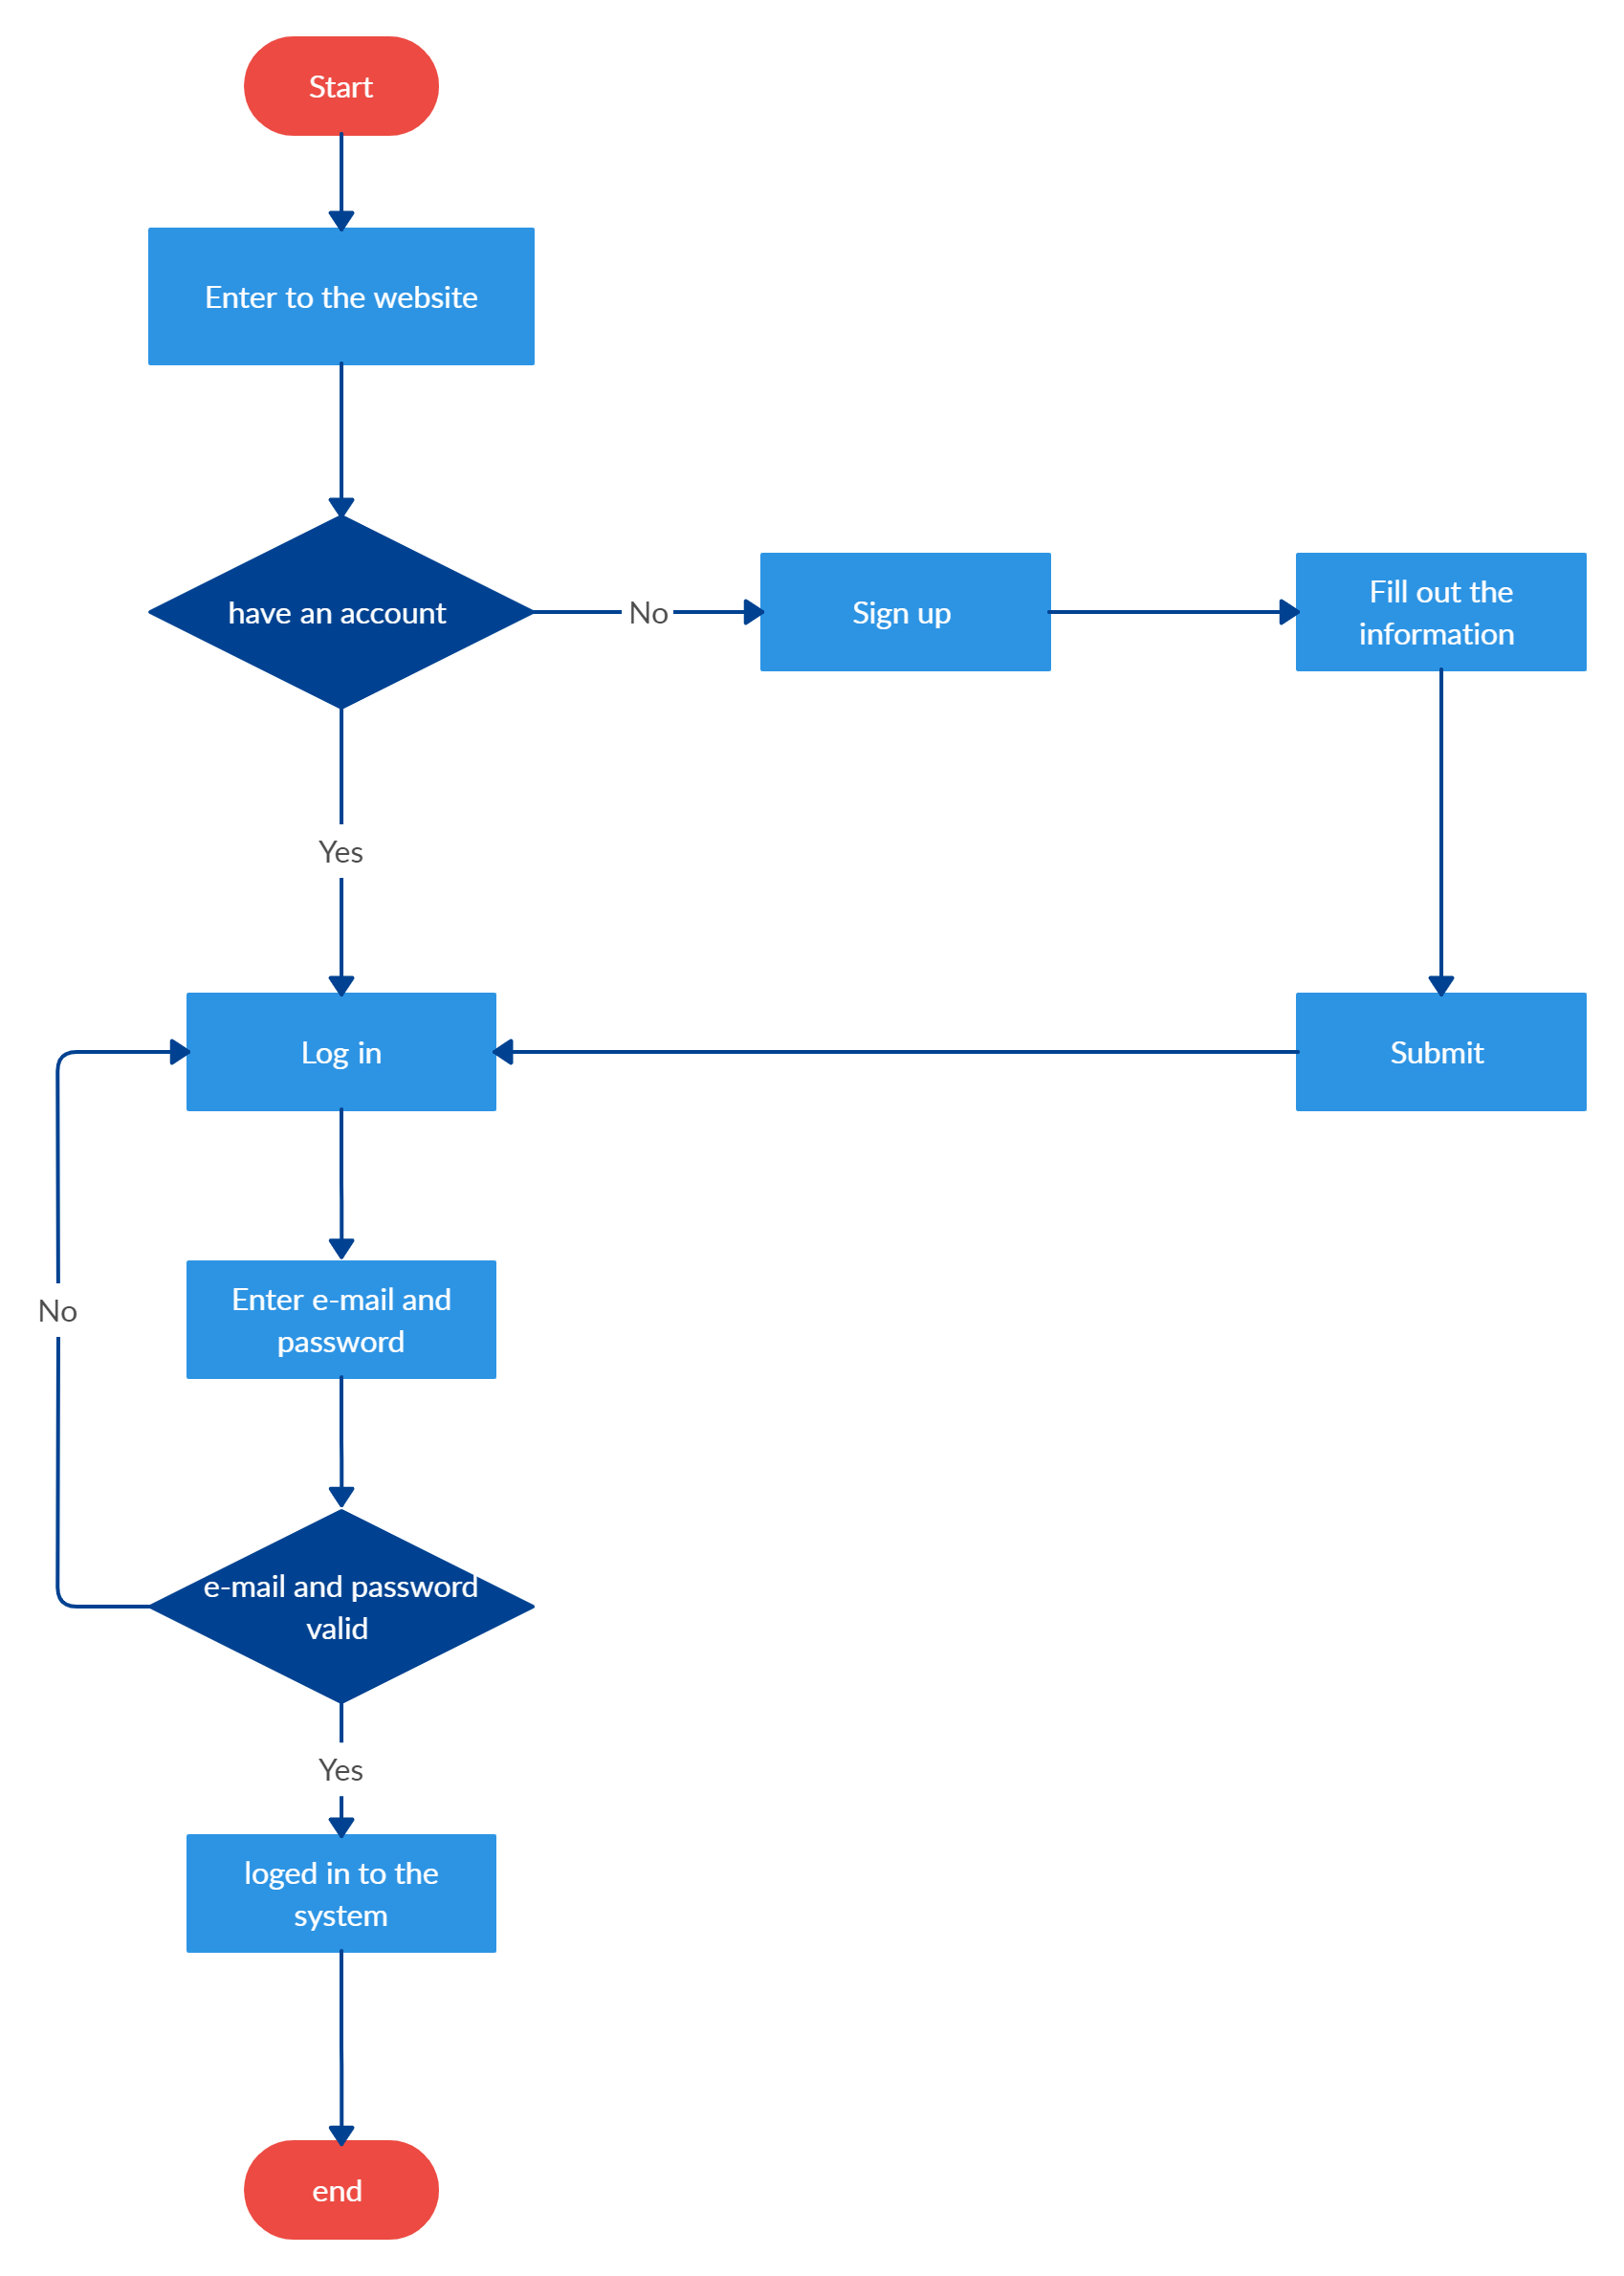 Start
Enter to the website
have an account
No
Sign up
Fill out the
information
Yes
Log in
Submit
Enter e-mail and
password
No
e-mail and password
valid
Yes
loged in to the
system
end